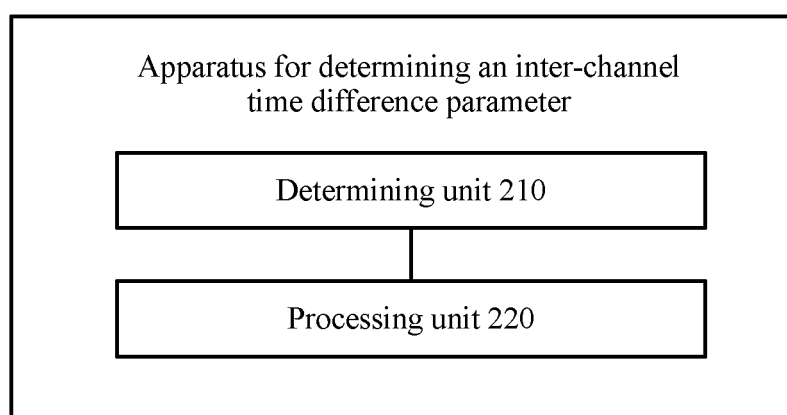 Apparatus for determining an inter-channel
time difference parameter
Determining unit 210
Processing unit 220